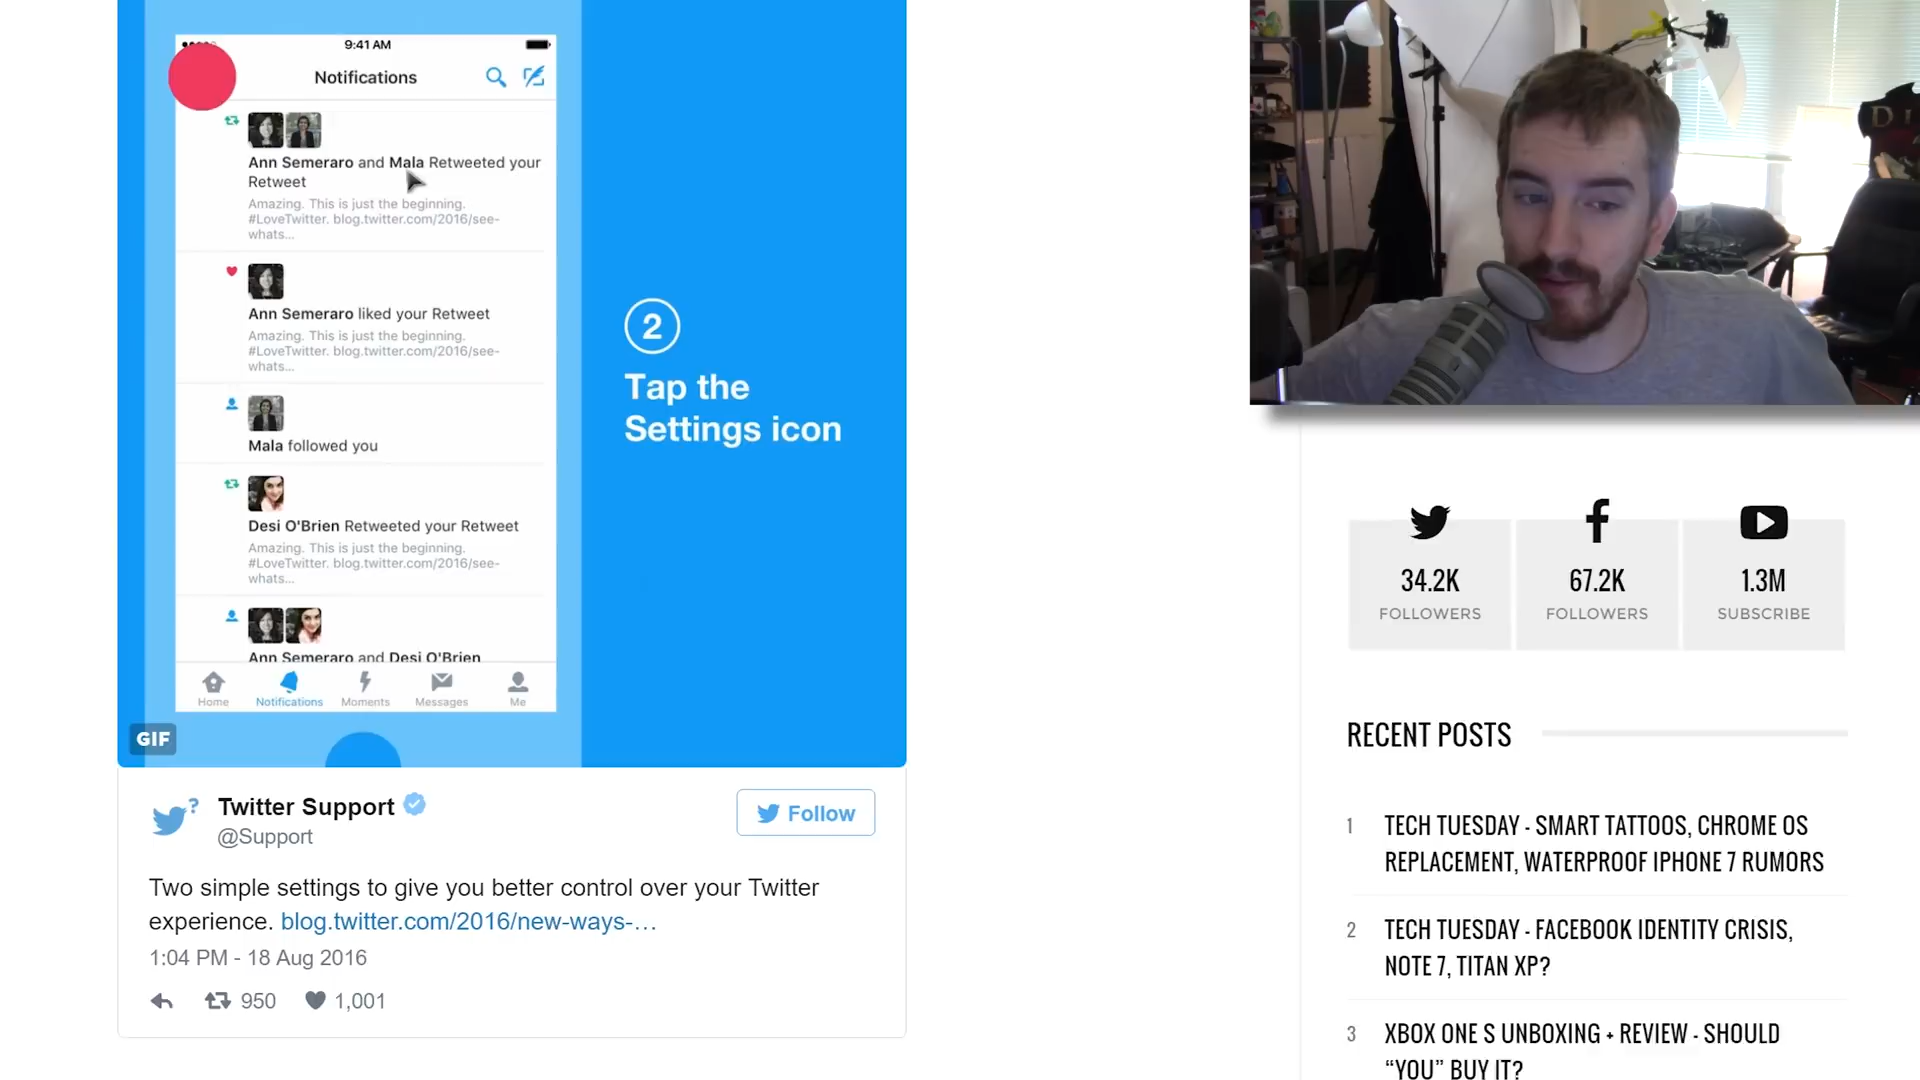 9:41 AM
Notifications
Ann Semeraro and Mala Retweeted your
Retweet
Amazing. This is just the beginning.
#LoveTwitter. blog.twitter.com/2016/see-
whats...
Ann Semeraro liked your Retweet
Amazing. This is just the beginning.
#LoveTwitter. blog.twitter.com/2016/see-
whats...
Mala followed you
Desi O'Brien Retweeted your Retweet
Amazing. This is just the beginning.
#LoveTwitter. blog.twitter.com/2016/see-
whats...
Ann Semeraro and Desi O'Brien
Home
Notifications
Moments
Messages
Me
2
Tap the
Settings icon
GIF
?
Twitter Support
@Support
Follow
Two simple settings to give you better control over your Twitter
experience. blog.twitter.com/2016/new-ways-…
1:04 PM - 18 Aug 2016
950
1,001
34.2K
FOLLOWERS
67.2K
FOLLOWERS
1.3M
SUBSCRIBE
RECENT POSTS
1 TECH TUESDAY - SMART TATTOOS, CHROME OS
REPLACEMENT, WATERPROOF IPHONE 7 RUMORS
2 TECH TUESDAY - FACEBOOK IDENTITY CRISIS,
NOTE 7, TITAN XP?
3 XBOX ONE S UNBOXING + REVIEW - SHOULD
“YOU” BUY IT?